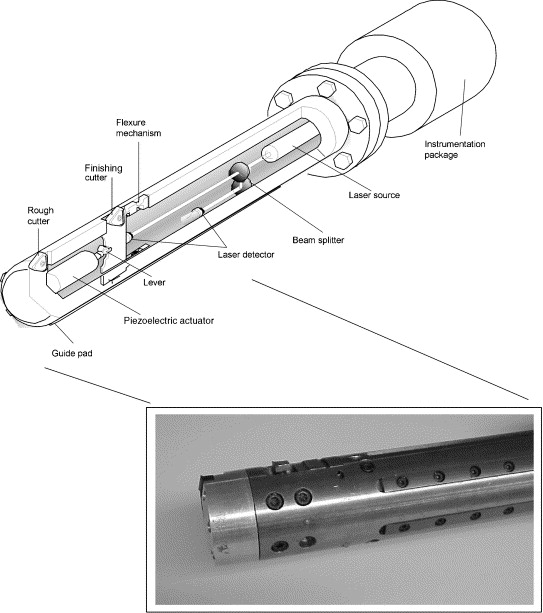 Flexure
mechanism
Finishing
cutter
Rough
cutter
Instrumentation
package
Laser source
Beam splitter
Laser detector
Lever
Piezoelectric actuator
Guide pad